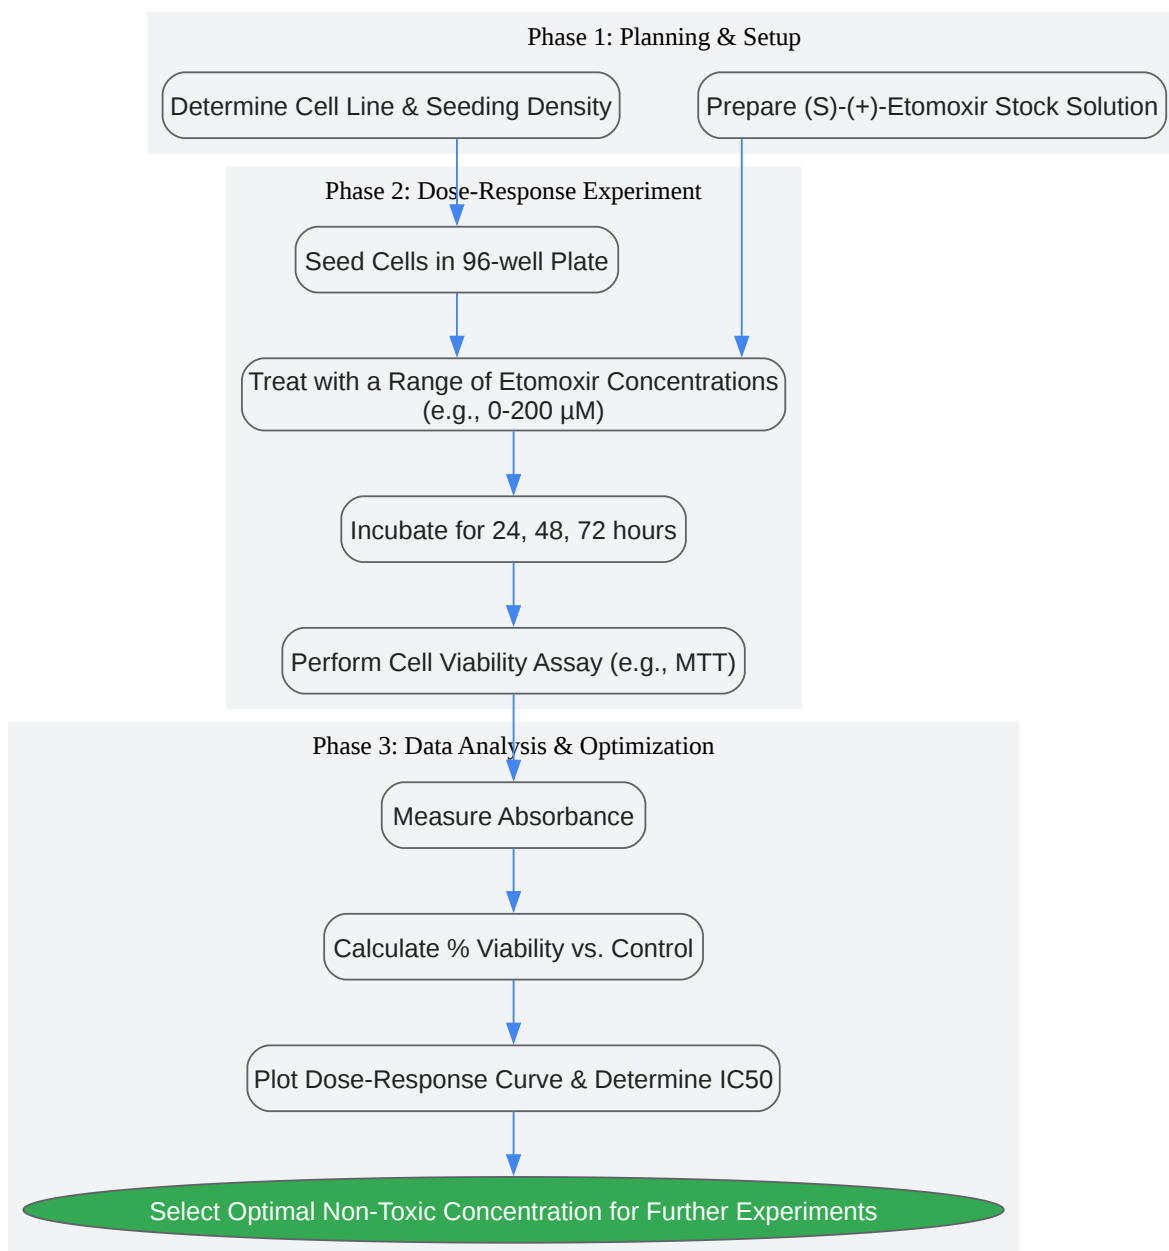 Phase 1: Planning & Setup
Determine Cell Line & Seeding Density
Prepare (S)-(+)-Etomoxir Stock Solution
Phase 2: Dose-Response Experiment
Seed Cells in 96-well Plate
Treat with a Range of Etomoxir Concentrations
(e.g., 0-200 µM)
Incubate for 24, 48, 72 hours
Perform Cell Viability Assay (e.g., MTT)
Phase 3: Data Analysis & Optimization
Measure Absorbance
Calculate % Viability vs. Control
Plot Dose-Response Curve & Determine IC50
Select Optimal Non-Toxic Concentration for Further Experiments